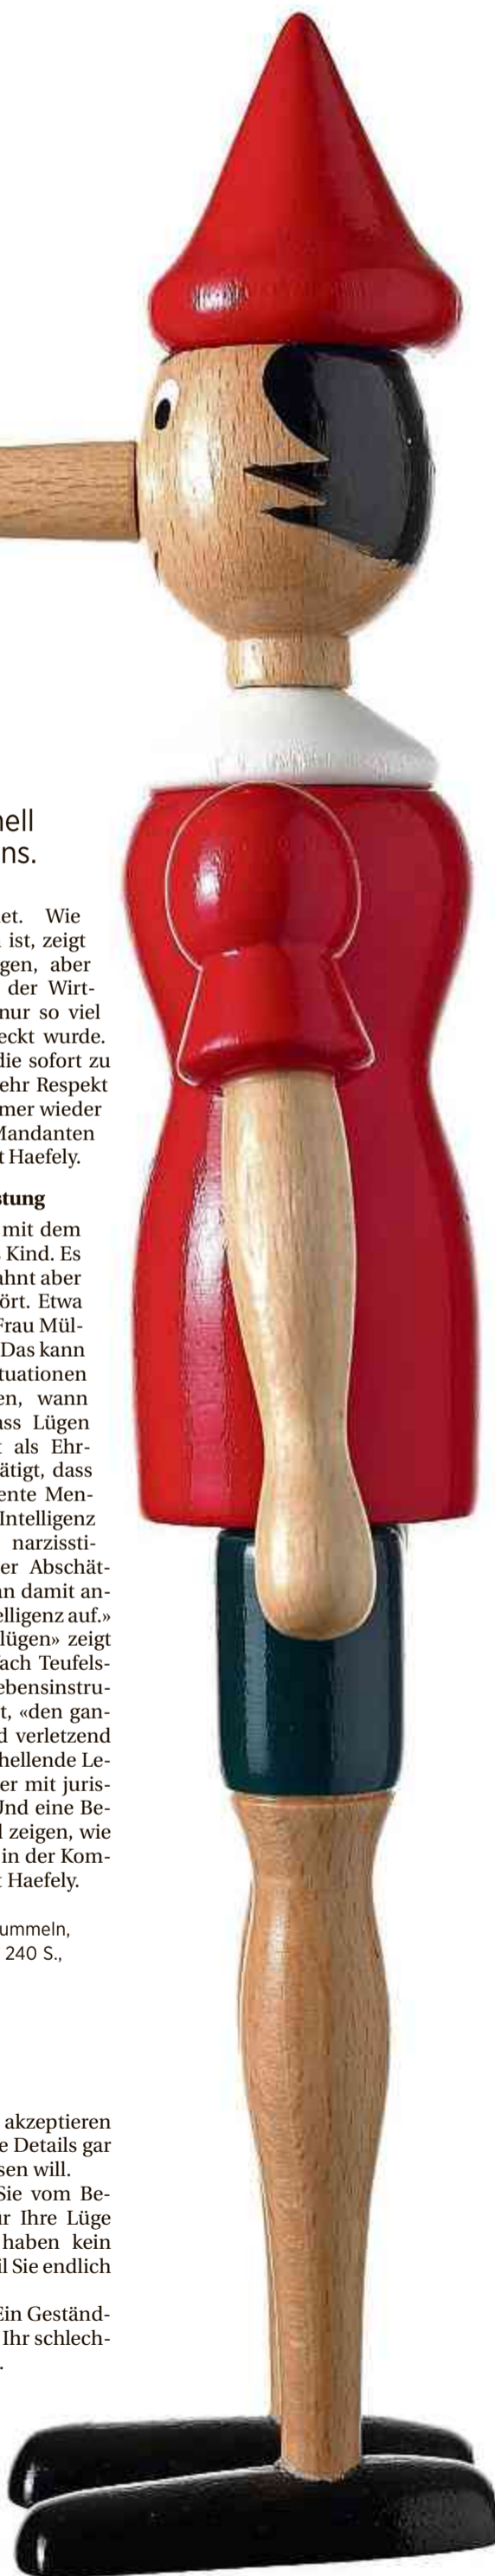 nell
ns.
et. Wie
ist, zeigt
gen, aber
der Wirt-
nur so viel
eckt wurde.
die sofort zu
ehr Respekt
mer wieder
Mandanten
t Haefely.
stung
mit dem
Kind. Es
ahnt aber
ört. Etwa
Frau Mül-
Das kann
tuationen
en, wann
ass Lügen
t als Ehr-
ätigt, dass
ente Men-
Intelligenz
narzissti-
er Abschät-
an damit an-
elligenz auf.»
lügen» zeigt
fach Teufels-
ebensinstru-
t, «den gan-
d verletzend
hellende Le-
er mit juris-
Und eine Be-
l zeigen, wie
in der Kom-
t Haefely.
ummeln,
240 S.,
akzeptieren
e Details gar
sen will.
Sie vom Be-
ür Ihre Lüge
haben kein
il Sie endlich
Ein Geständ-
Ihr schlech-
.